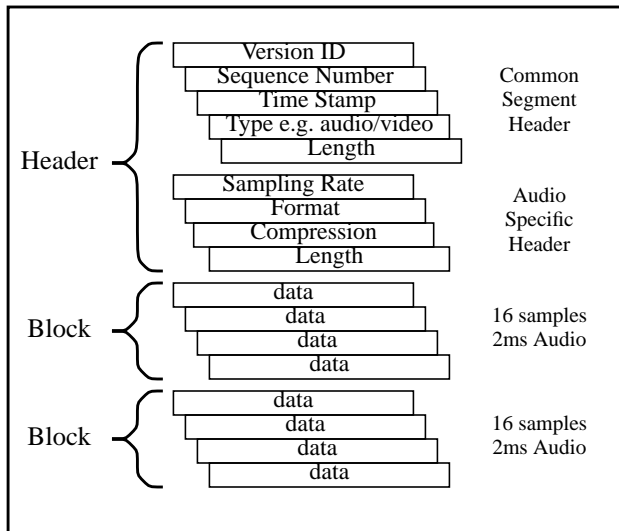 Version ID
Sequence Number
Time Stamp
Type e.g. audio/video
Length
Common
Segment
Header
Header
Sampling Rate
Format
Compression
Length
Audio
Specific
Header
Block
data
data
data
data
16 samples
2ms Audio
Block
data
data
data
data
16 samples
2ms Audio